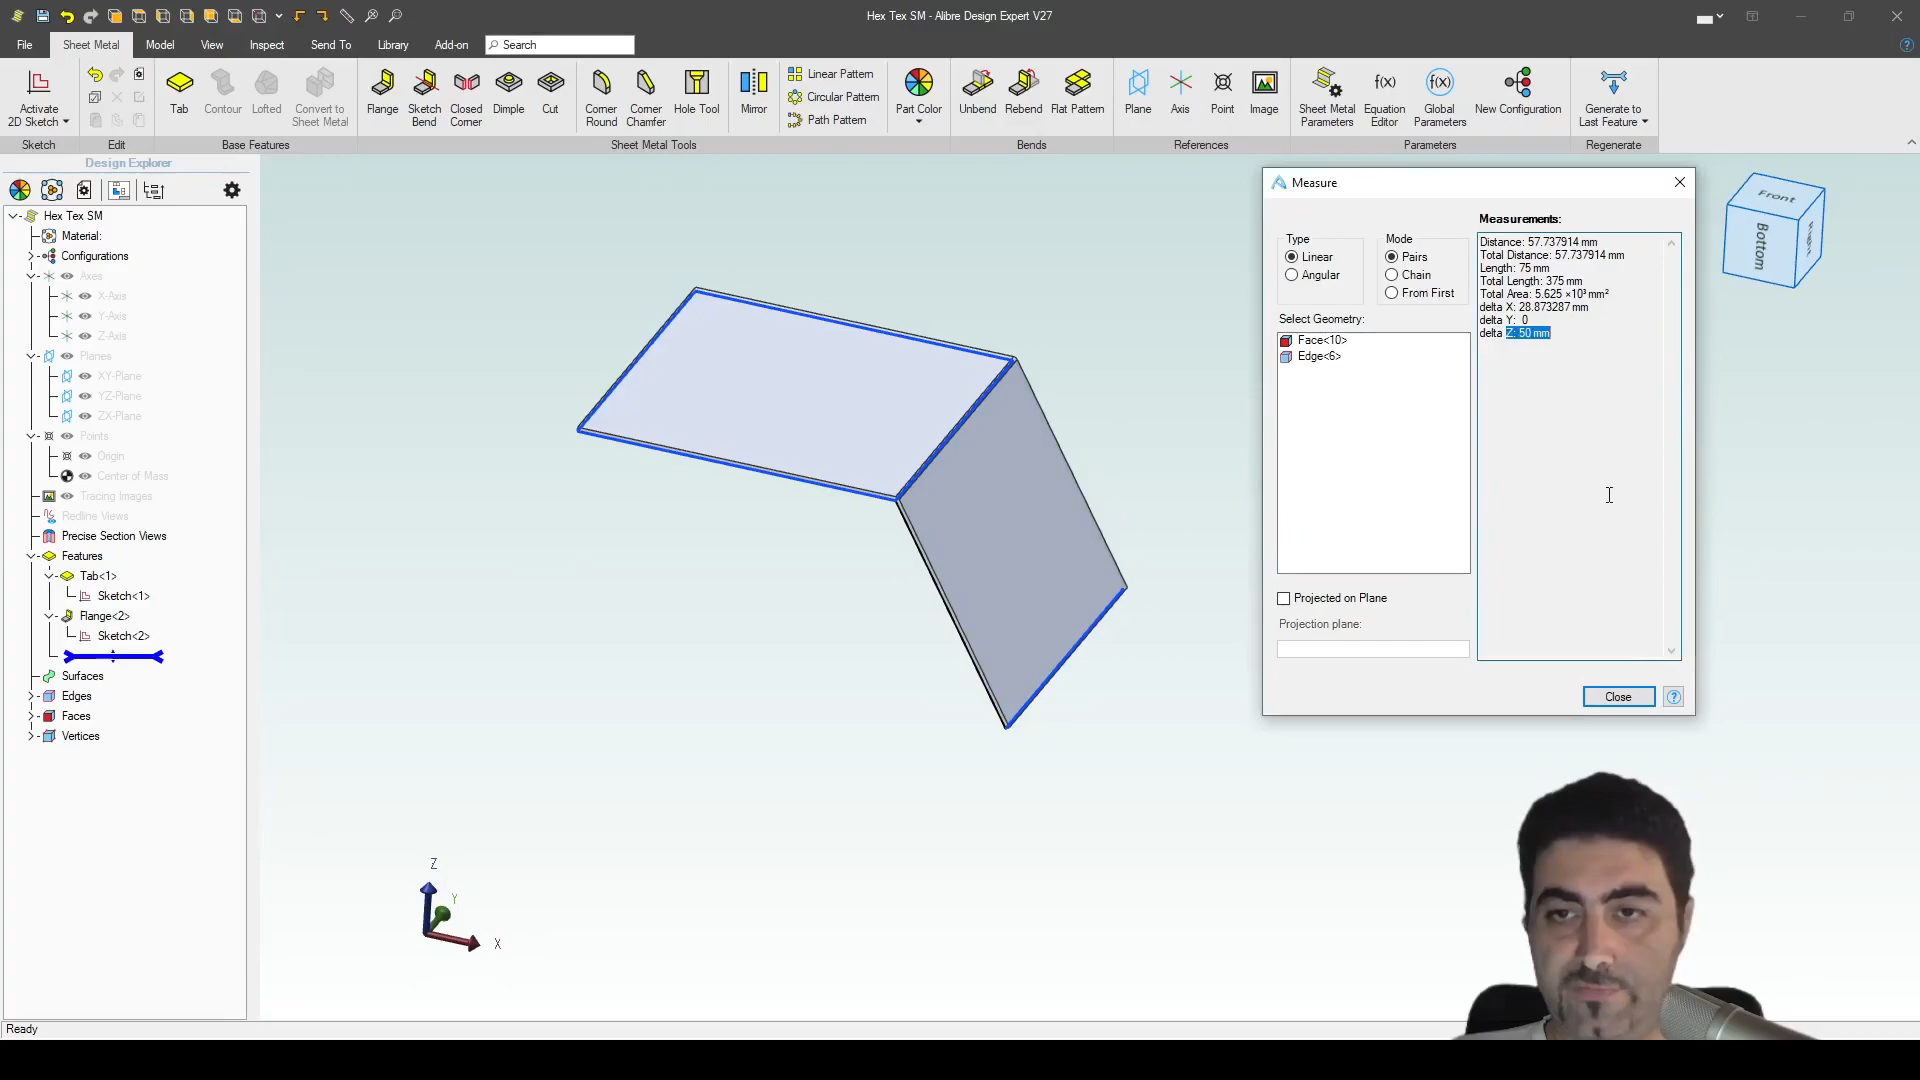 Hex Tex SM - Alibre Design Expert V27
File Sheet Metal Model View Inspect Send To Library Add-on Search
Activate 2D Sketch
Tab Contour Lofted Convert to Sheet Metal
Flange Sketch Bend Closed Corner Dimple Cut
Corner Round Corner Chamfer Hole Tool
Mirror
Linear Pattern
Circular Pattern
Path Pattern
Part Color
Unbend Rebend Flat Pattern
Plane Axis Point Image
Sheet Metal Parameters Equation Editor Global Parameters New Configuration
Generate to Last Feature
Sketch Edit Base Features Sheet Metal Tools Bends References Parameters Regenerate
Design Explorer
Hex Tex SM
Material:
Configurations
Axes
X-Axis
Y-Axis
Z-Axis
Planes
XY-Plane
YZ-Plane
ZX-Plane
Points
Origin
Center of Mass
Tracing Images
Redline Views
Precise Section Views
Features
Tab<1>
Sketch<1>
Flange<2>
Sketch<2>
Surfaces
Edges
Faces
Vertices
Z
Y
X
Measure
Type
Linear
Angular
Mode
Pairs
Chain
From First
Select Geometry:
Face<10>
Edge<6>
Projected on Plane
Projection plane:
Measurements:
Distance: 57.737914 mm
Total Distance: 57.737914 mm
Length: 75 mm
Total Length: 375 mm
Total Area: 5.625 ×10³ mm²
delta X: 28.873287 mm
delta Y: 0
delta Z: 50 mm
Close
Front
Bottom
Ready